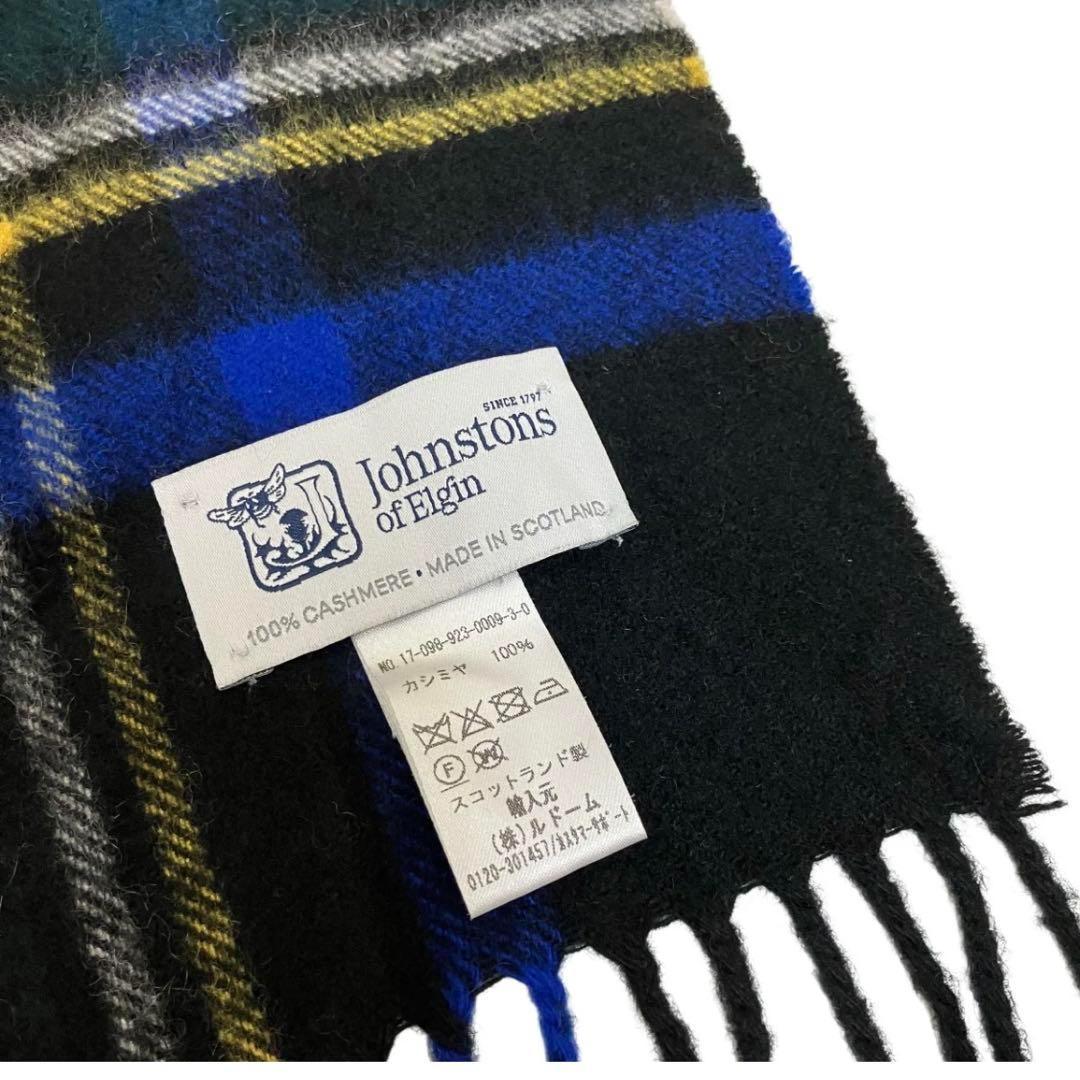 SINCE 1797
Johnstons
of Elgin
100% CASHMERE • MADE IN SCOTLAND
NO.17-098-923-0009-3-0
カシミヤ 100%
F
スコットランド製
輸入元
(株)ルドーム
0120-301457/カスタマーサポート